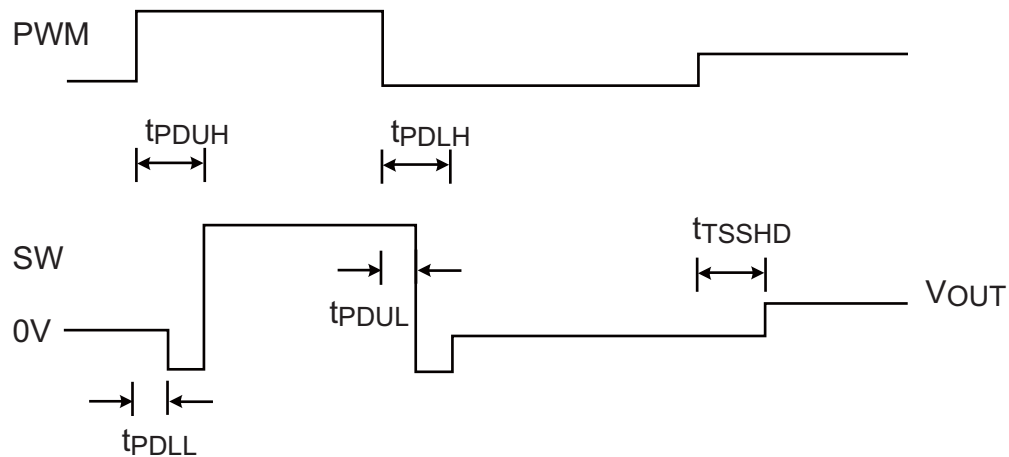 PWM
tPDUH
tPDLH
SW
tTSSHD
tPDUL
VOUT
0V
tPDLL